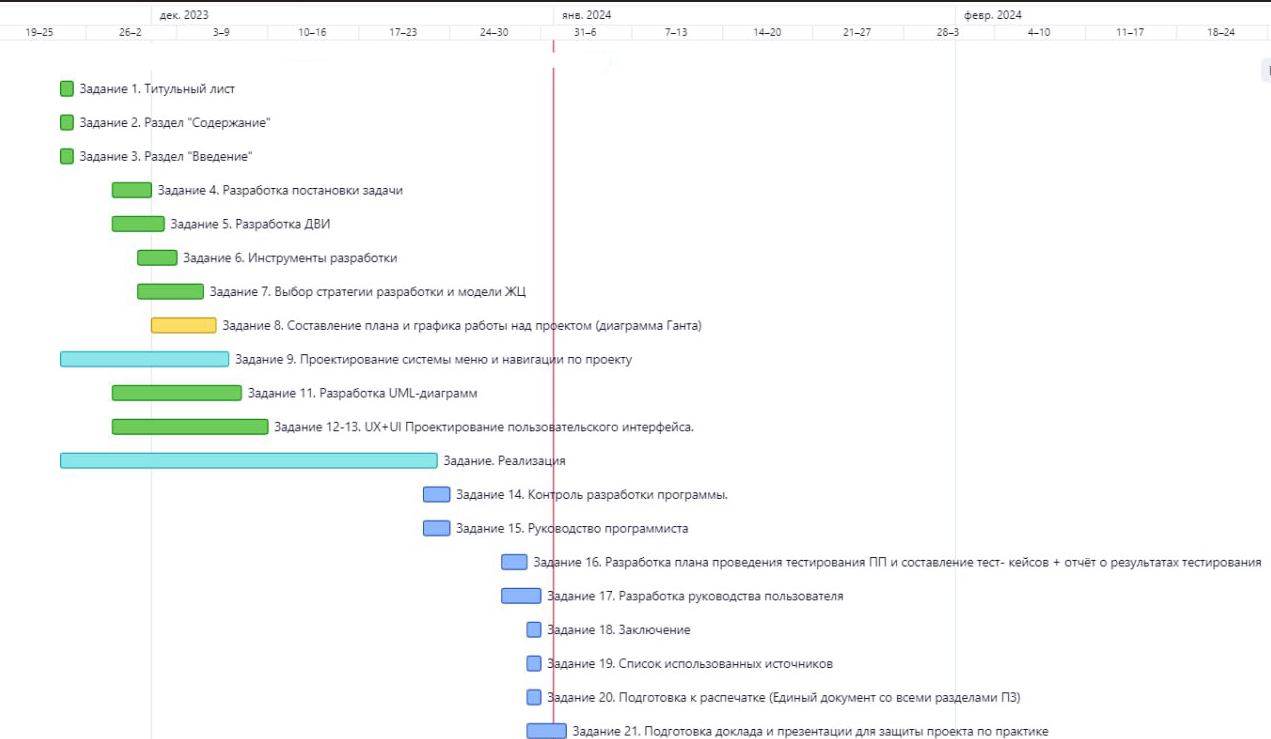 дек. 2023 янв. 2024 февр. 2024
19–25 26–2 3–9 10–16 17–23 24–30 31–6 7–13 14–20 21–27 28–3 4–10 11–17 18–24
Задание 1. Титульный лист
Задание 2. Раздел "Содержание"
Задание 3. Раздел "Введение"
Задание 4. Разработка постановки задачи
Задание 5. Разработка ДВИ
Задание 6. Инструменты разработки
Задание 7. Выбор стратегии разработки и модели ЖЦ
Задание 8. Составление плана и графика работы над проектом (диаграмма Ганта)
Задание 9. Проектирование системы меню и навигации по проекту
Задание 11. Разработка UML-диаграмм
Задание 12-13. UX+UI Проектирование пользовательского интерфейса.
Задание. Реализация
Задание 14. Контроль разработки программы.
Задание 15. Руководство программиста
Задание 16. Разработка плана проведения тестирования ПП и составление тест- кейсов + отчёт о результатах тестирования
Задание 17. Разработка руководства пользователя
Задание 18. Заключение
Задание 19. Список использованных источников
Задание 20. Подготовка к распечатке (Единый документ со всеми разделами ПЗ)
Задание 21. Подготовка доклада и презентации для защиты проекта по практике